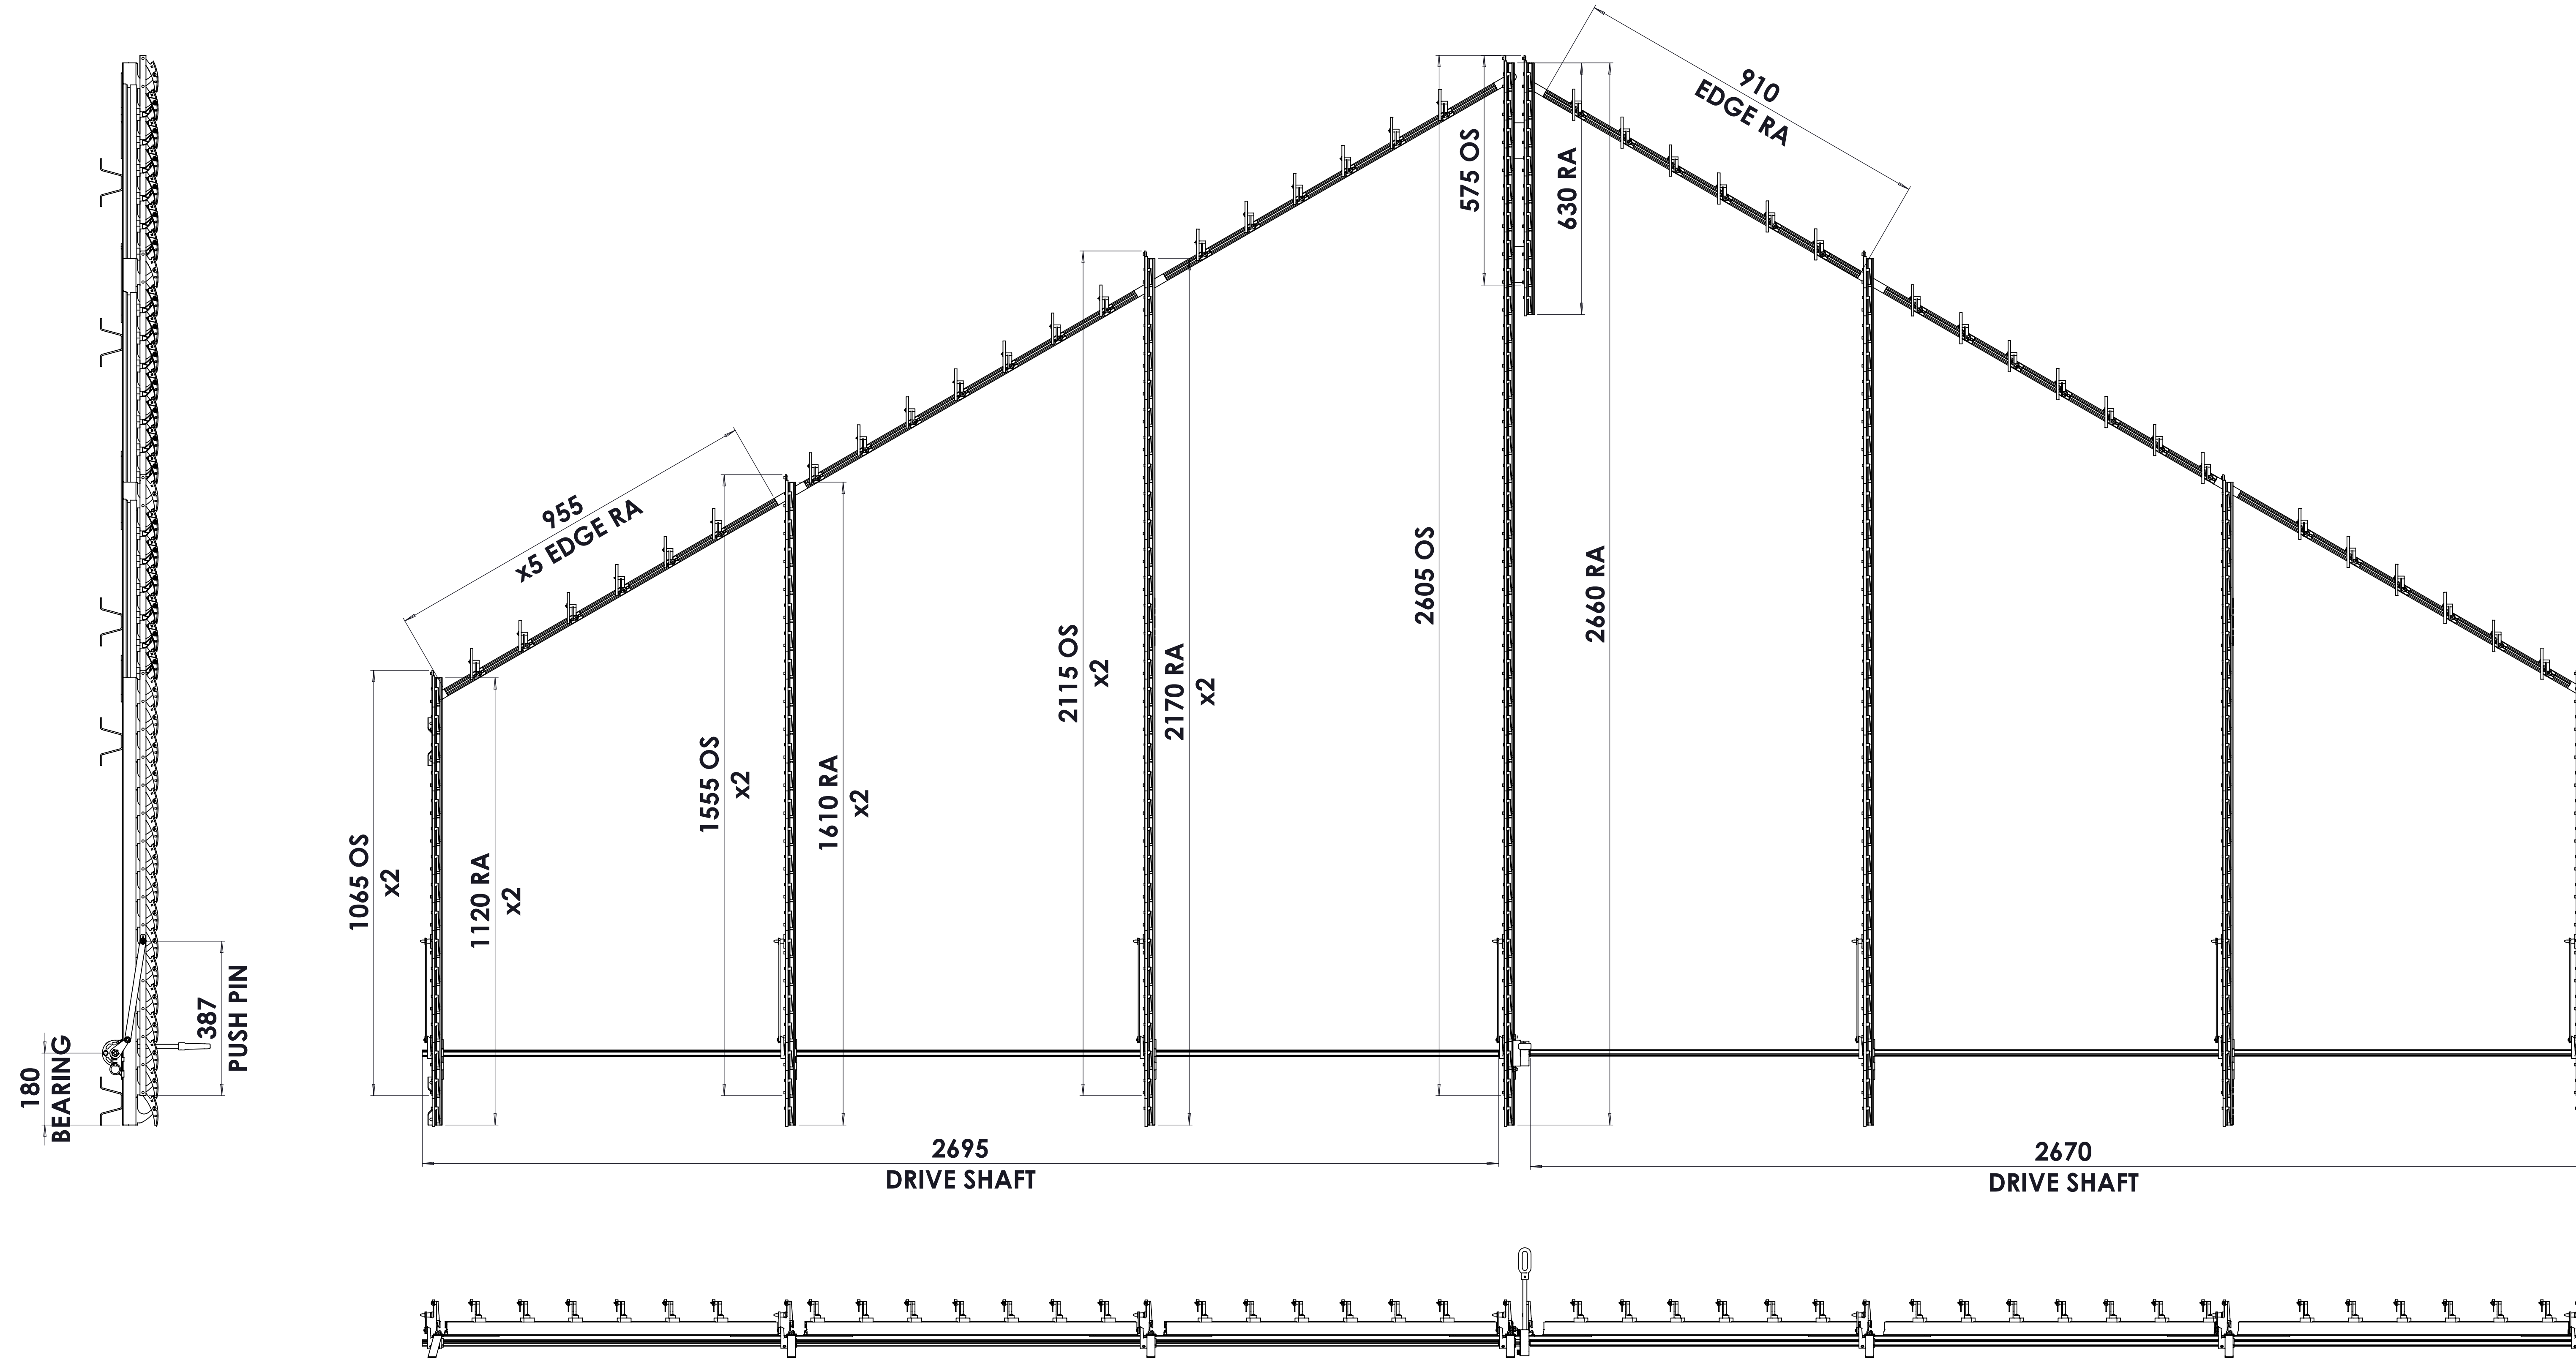 910
EDGE RA
575 OS
630 RA
955
x5 EDGE RA
2605 OS
2660 RA
2115 OS
x2
2170 RA
x2
1555 OS
x2
1610 RA
x2
1065 OS
x2
1120 RA
x2
387
PUSH PIN
180
BEARING
2695
DRIVE SHAFT
2670
DRIVE SHAFT